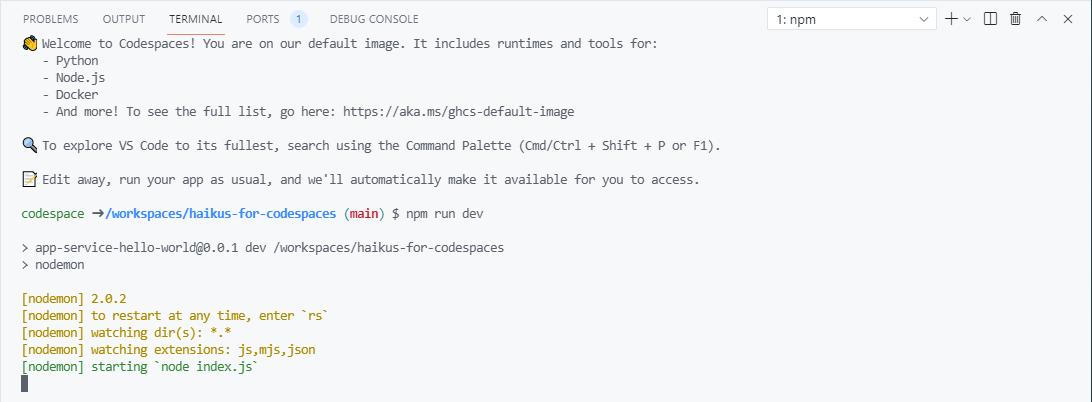 PROBLEMS OUTPUT TERMINAL PORTS 1 DEBUG CONSOLE 1: npm
👋 Welcome to Codespaces! You are on our default image. It includes runtimes and tools for:
- Python
- Node.js
- Docker
- And more! To see the full list, go here: https://aka.ms/ghcs-default-image
🔍 To explore VS Code to its fullest, search using the Command Palette (Cmd/Ctrl + Shift + P or F1).
📝 Edit away, run your app as usual, and we'll automatically make it available for you to access.
codespace ➜/workspaces/haikus-for-codespaces (main) $ npm run dev
> app-service-hello-world@0.0.1 dev /workspaces/haikus-for-codespaces
> nodemon
[nodemon] 2.0.2
[nodemon] to restart at any time, enter `rs`
[nodemon] watching dir(s): *.*
[nodemon] watching extensions: js,mjs,json
[nodemon] starting `node index.js`